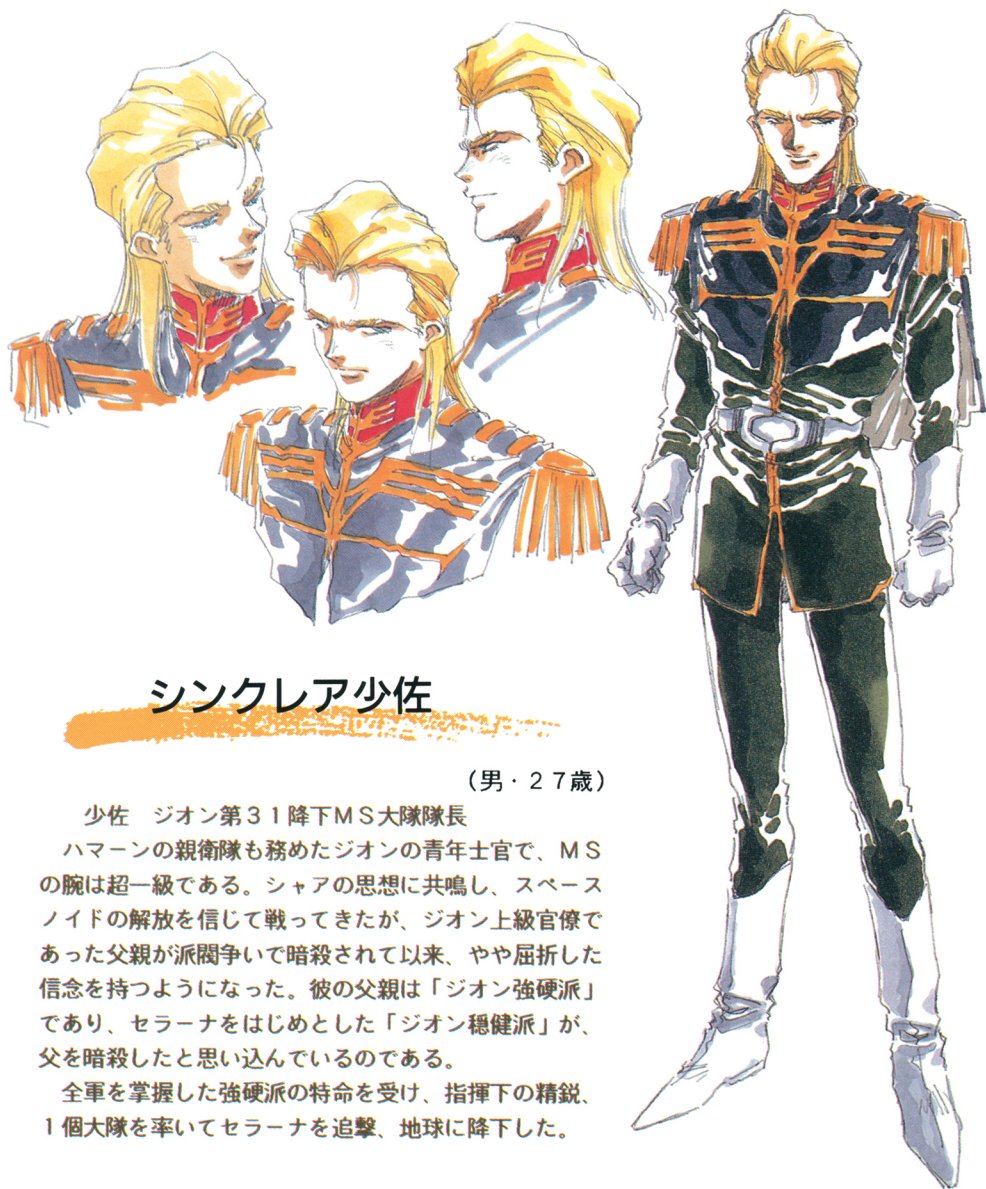 シンクレア少佐
（男・２７歳）
少佐　ジオン第３１降下ＭＳ大隊隊長
ハマーンの親衛隊も務めたジオンの青年士官で、ＭＳ
の腕は超一級である。シャアの思想に共鳴し、スペース
ノイドの解放を信じて戦ってきたが、ジオン上級官僚で
あった父親が派閥争いで暗殺されて以来、やや屈折した
信念を持つようになった。彼の父親は「ジオン強硬派」
であり、セラーナをはじめとした「ジオン穏健派」が、
父を暗殺したと思い込んでいるのである。
全軍を掌握した強硬派の特命を受け、指揮下の精鋭、
１個大隊を率いてセラーナを追撃、地球に降下した。